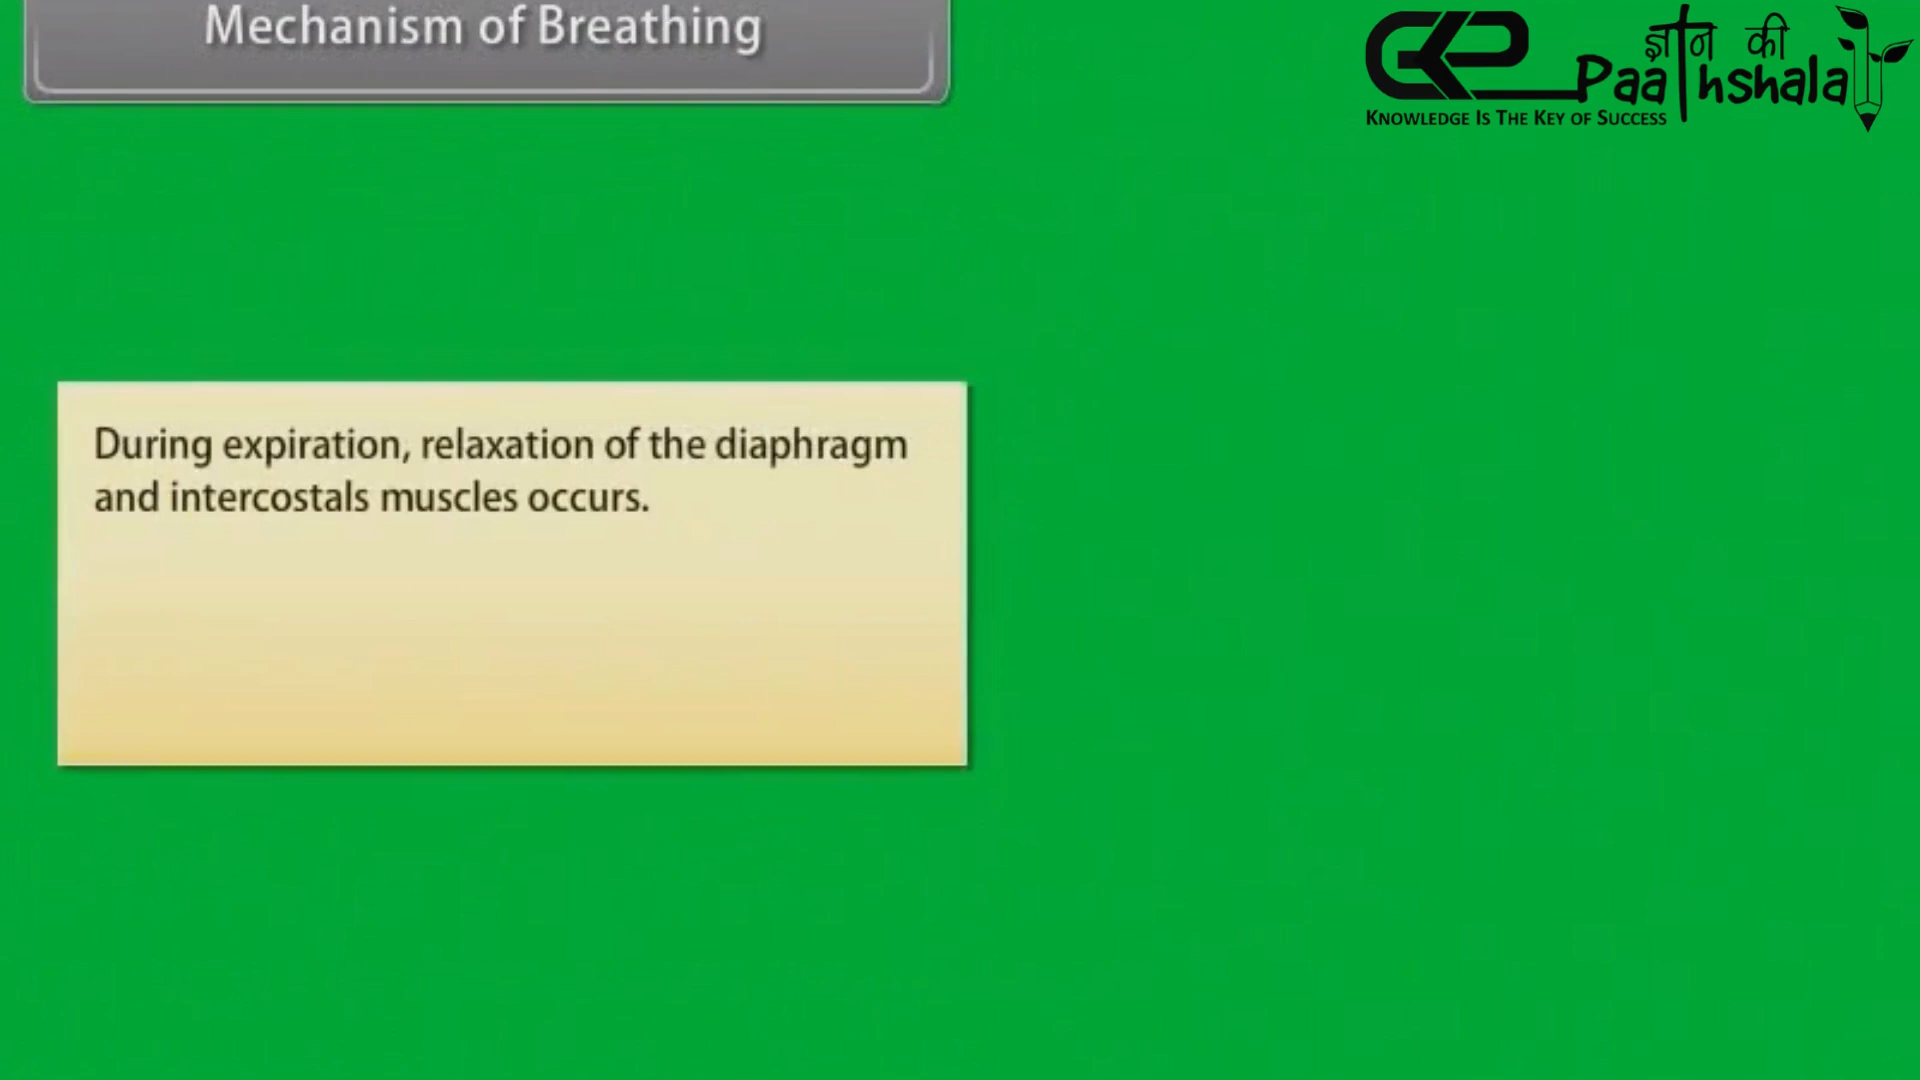 Mechanism of Breathing
ज्ञान की
GKP Paathshala
KNOWLEDGE IS THE KEY OF SUCCESS
During expiration, relaxation of the diaphragm
and intercostals muscles occurs.